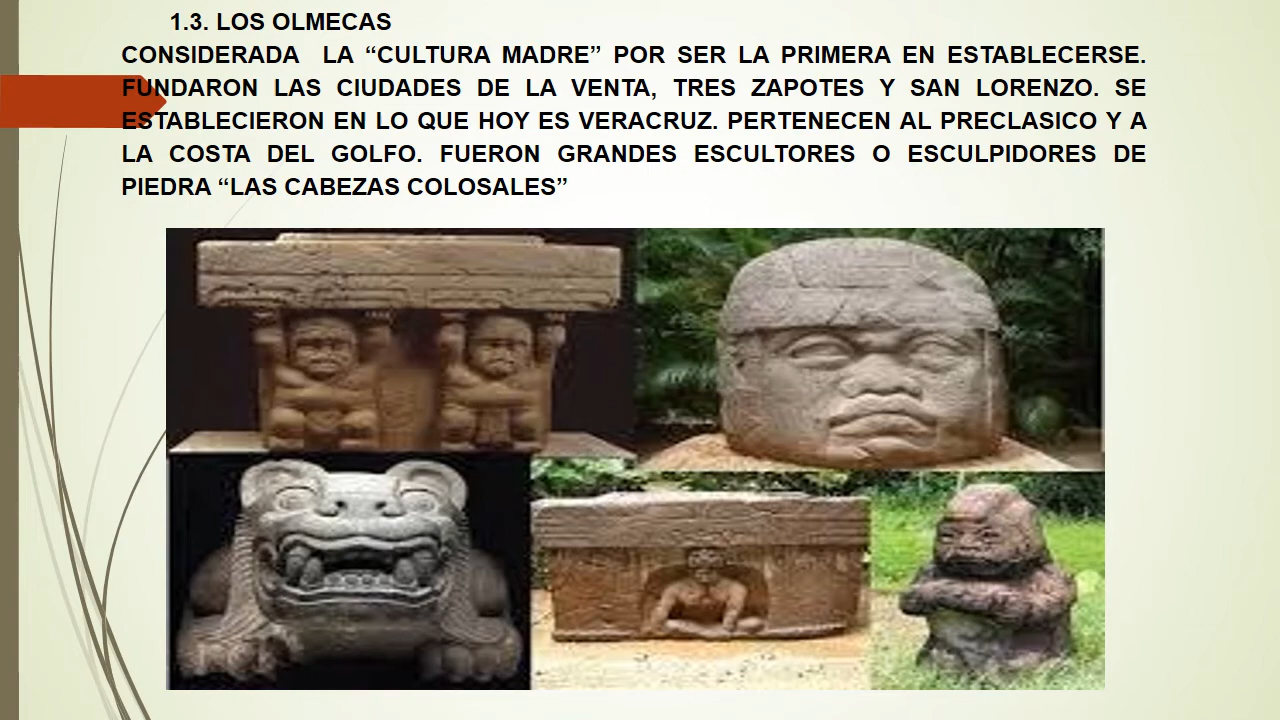 1.3. LOS OLMECAS
CONSIDERADA LA “CULTURA MADRE” POR SER LA PRIMERA EN ESTABLECERSE.
FUNDARON LAS CIUDADES DE LA VENTA, TRES ZAPOTES Y SAN LORENZO. SE
ESTABLECIERON EN LO QUE HOY ES VERACRUZ. PERTENECEN AL PRECLASICO Y A
LA COSTA DEL GOLFO. FUERON GRANDES ESCULTORES O ESCULPIDORES DE
PIEDRA “LAS CABEZAS COLOSALES”